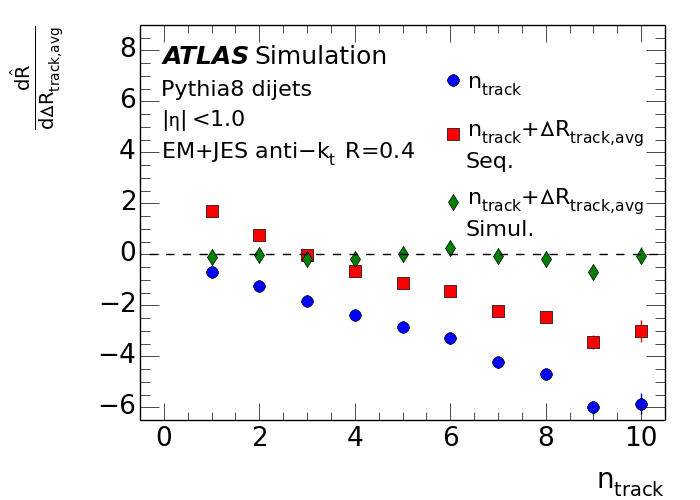 dR̂
dΔR_track,avg
ATLAS Simulation
Pythia8 dijets
|η| <1.0
EM+JES anti−k_t R=0.4
n_track
n_track+ΔR_track,avg
Seq.
n_track+ΔR_track,avg
Simul.
8
6
4
2
0
−2
−4
−6
0 2 4 6 8 10
n_track